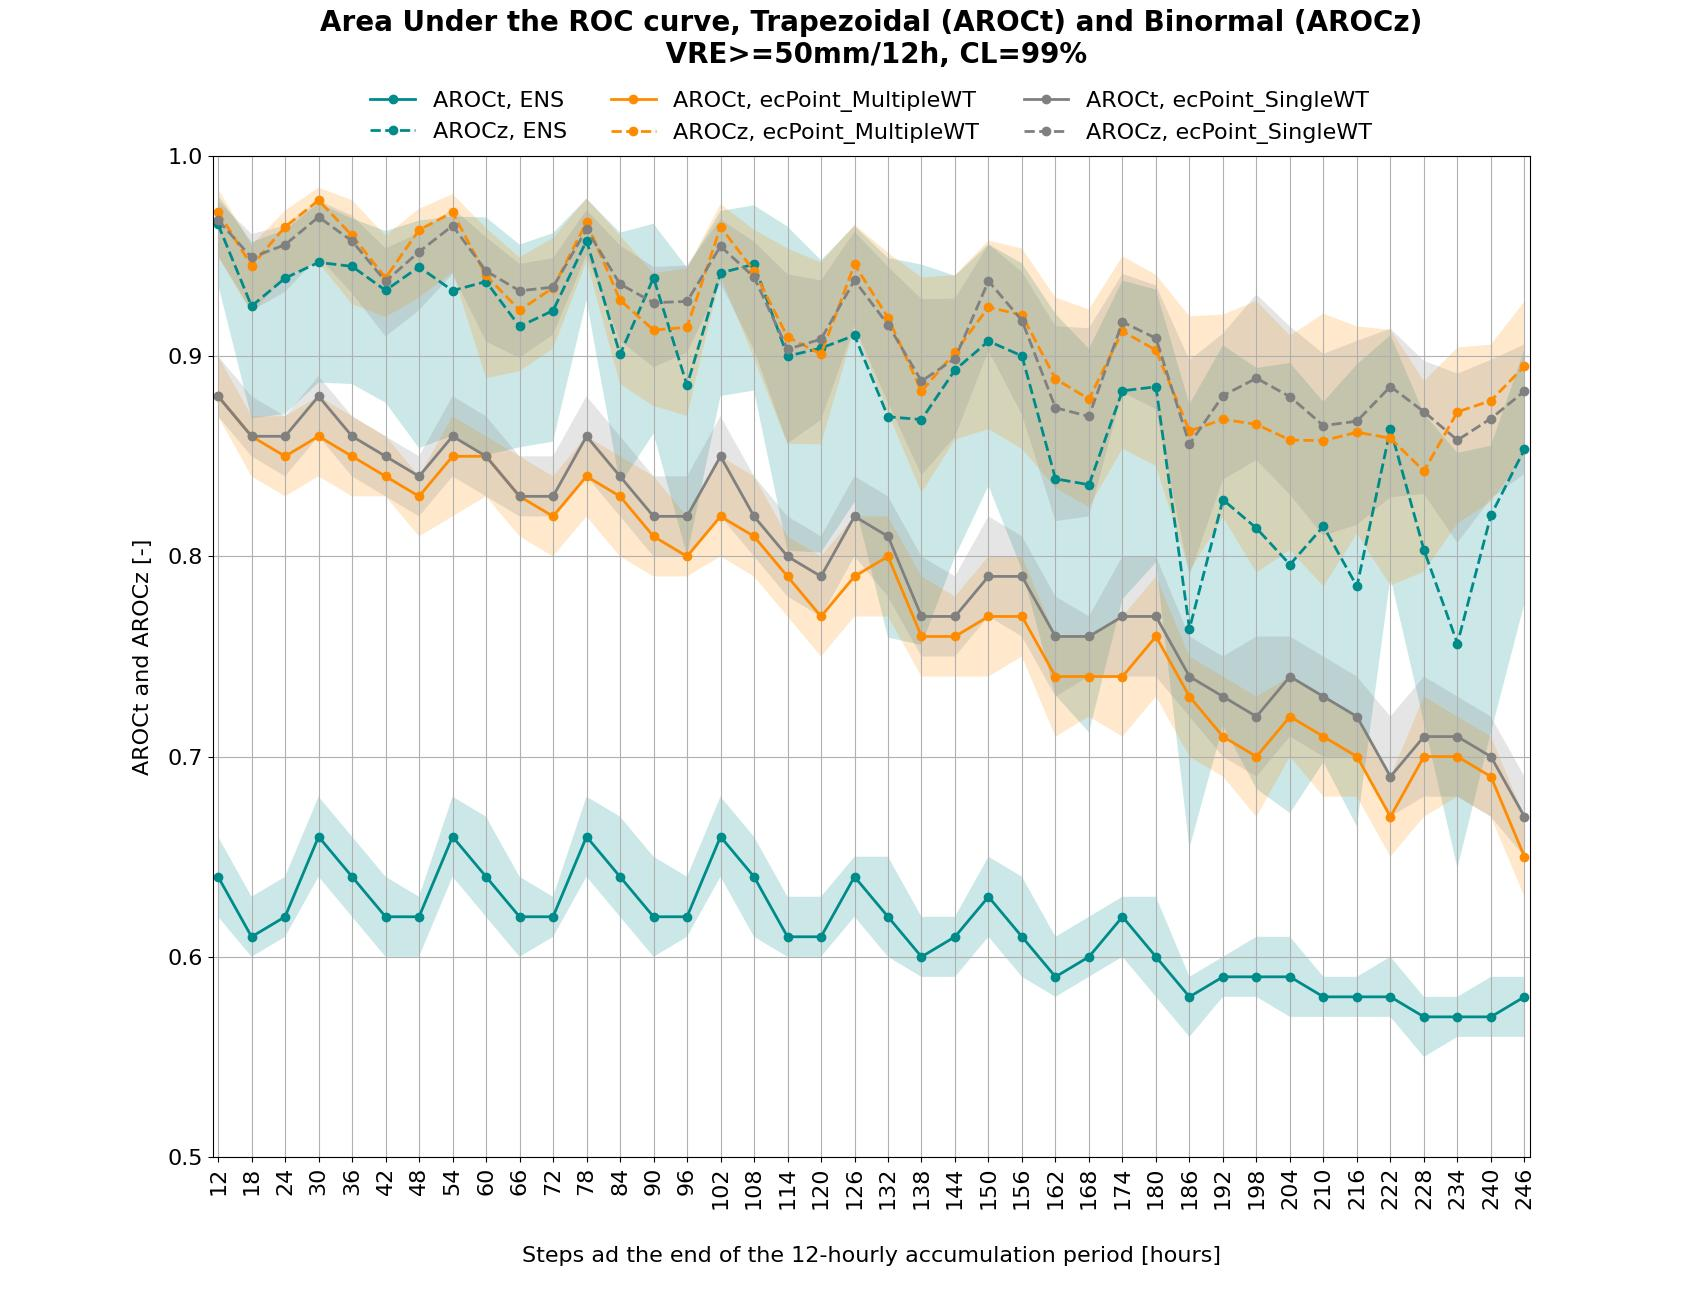 Area Under the ROC curve, Trapezoidal (AROCt) and Binormal (AROCz)
VRE>=50mm/12h, CL=99%
AROCt, ENS
AROCz, ENS
AROCt, ecPoint_MultipleWT
AROCz, ecPoint_MultipleWT
AROCt, ecPoint_SingleWT
AROCz, ecPoint_SingleWT
AROCt and AROCz [-]
1.0
0.9
0.8
0.7
0.6
0.5
12 18 24 30 36 42 48 54 60 66 72 78 84 90 96 102 108 114 120 126 132 138 144 150 156 162 168 174 180 186 192 198 204 210 216 222 228 234 240 246
Steps ad the end of the 12-hourly accumulation period [hours]